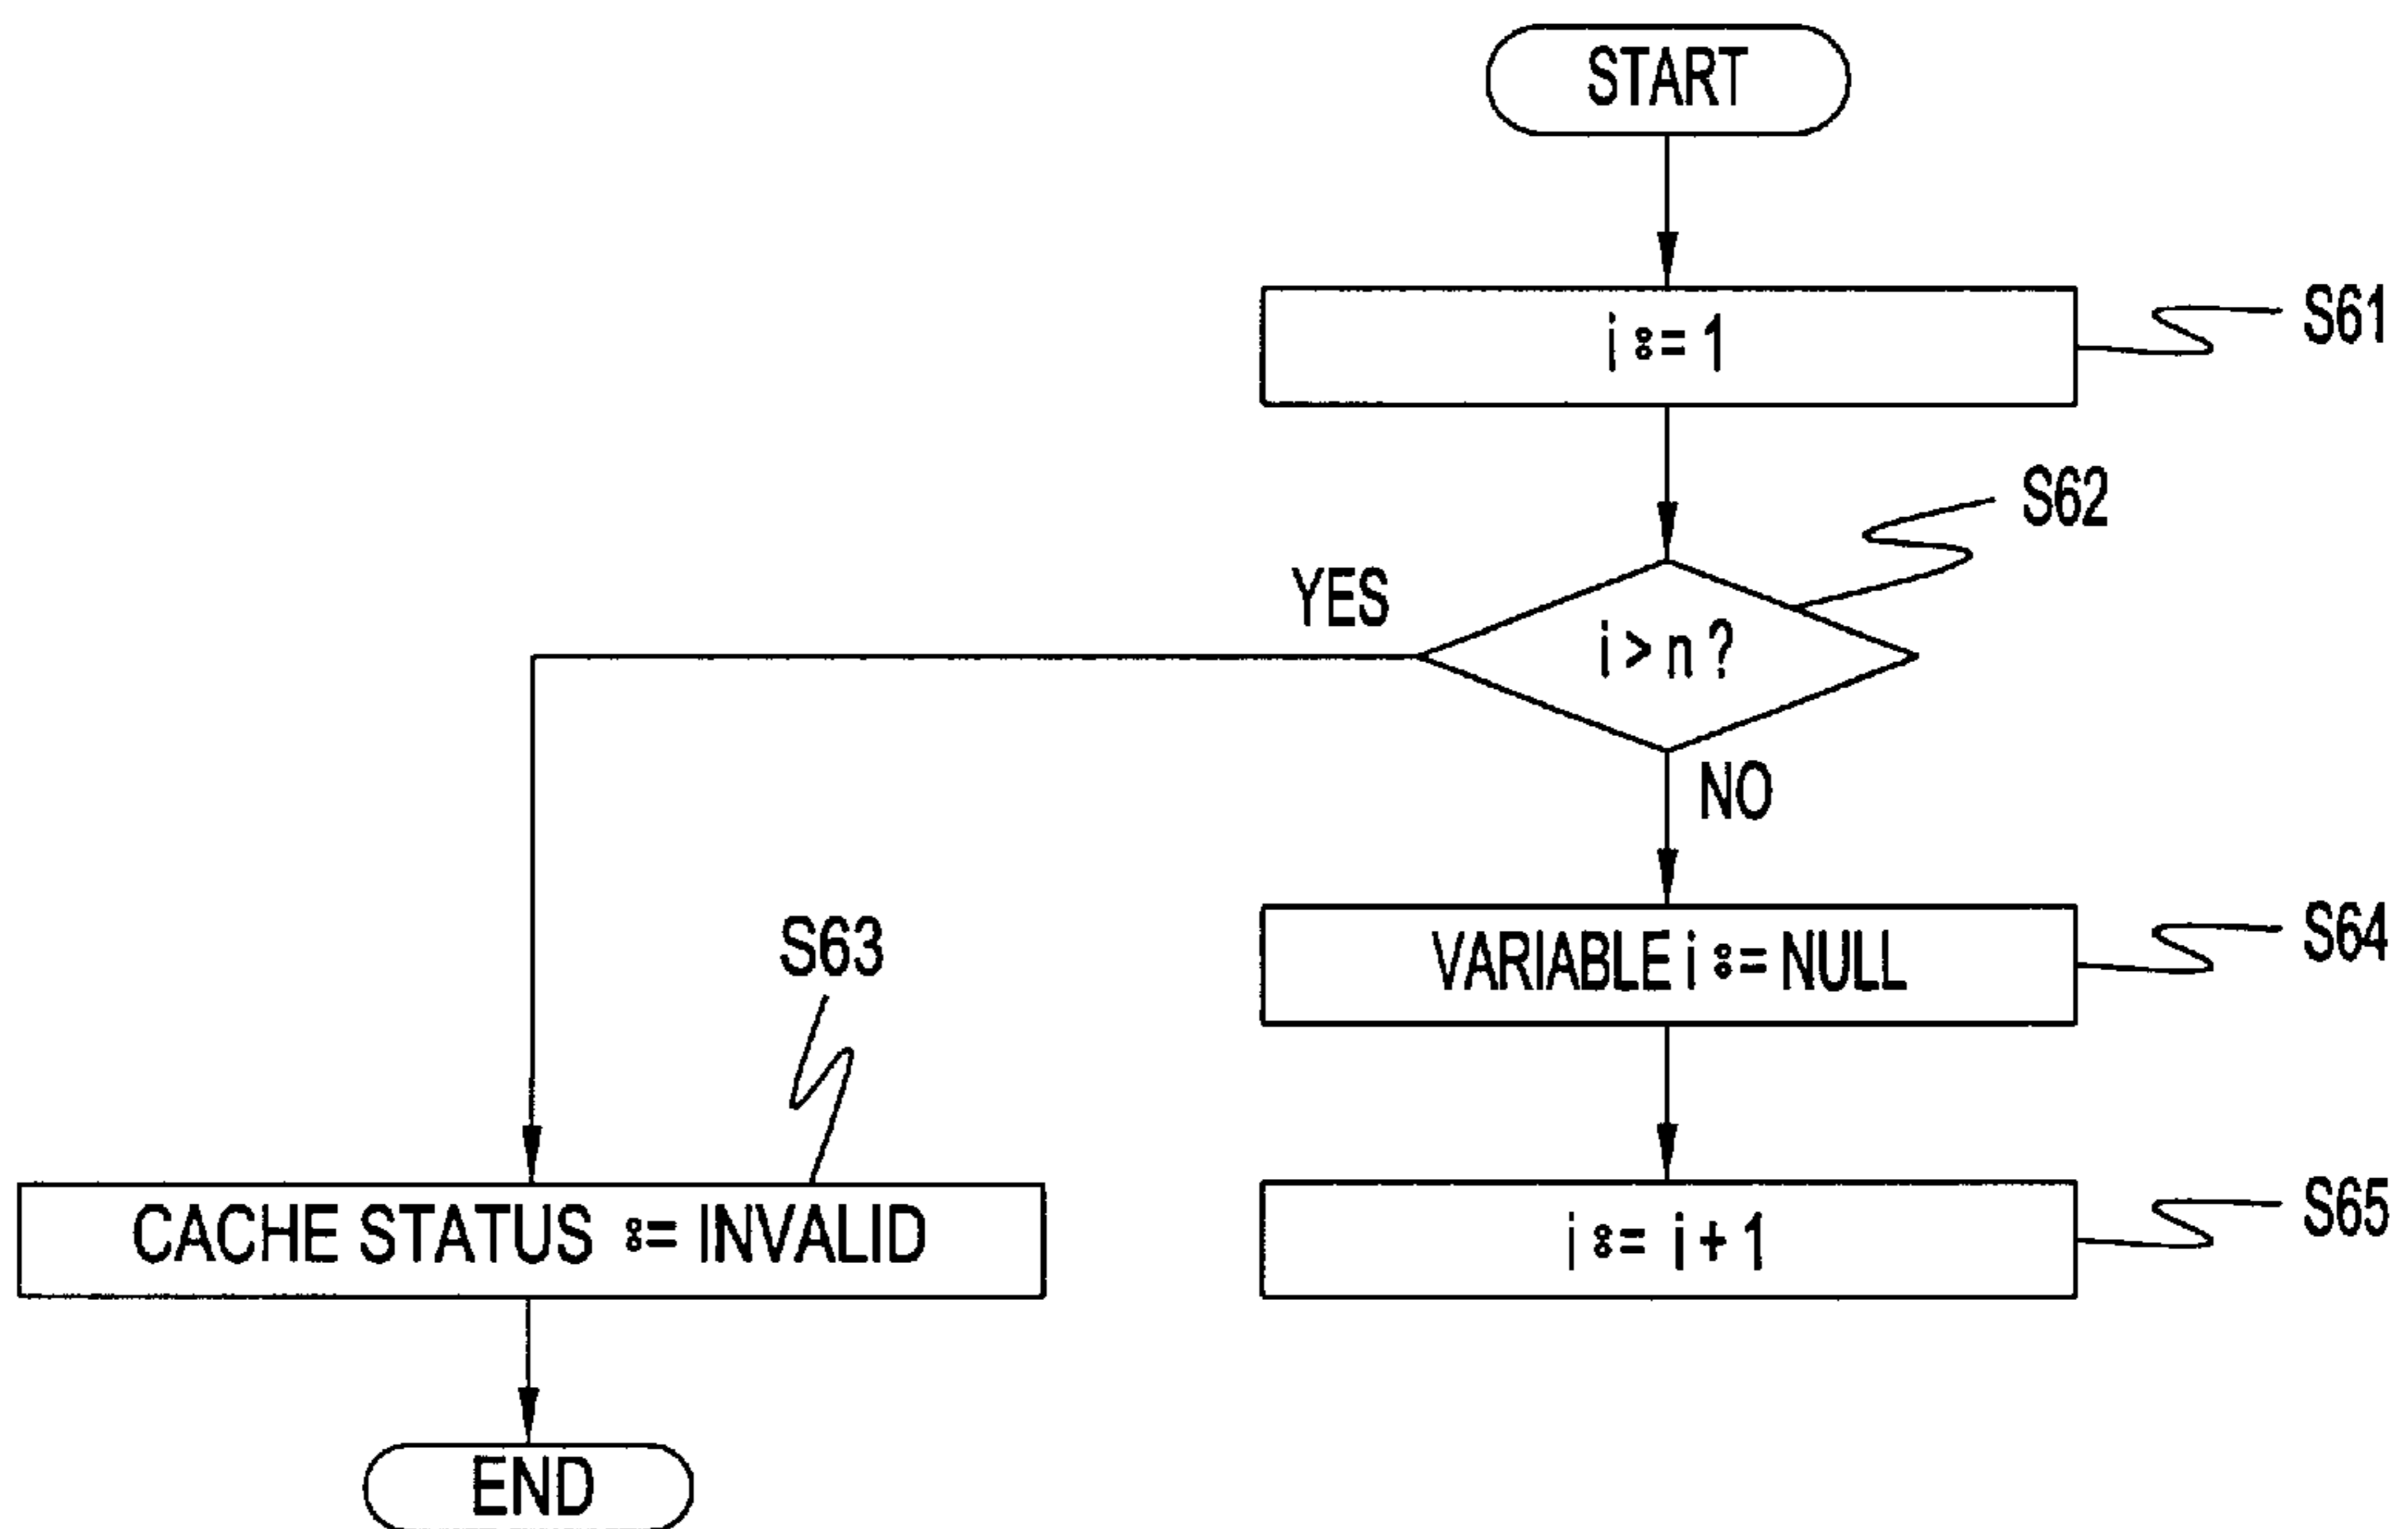 START
i := 1
S61
S62
YES
i > n ?
NO
S63
VARIABLE i := NULL
S64
CACHE STATUS := INVALID
i := i + 1
S65
END